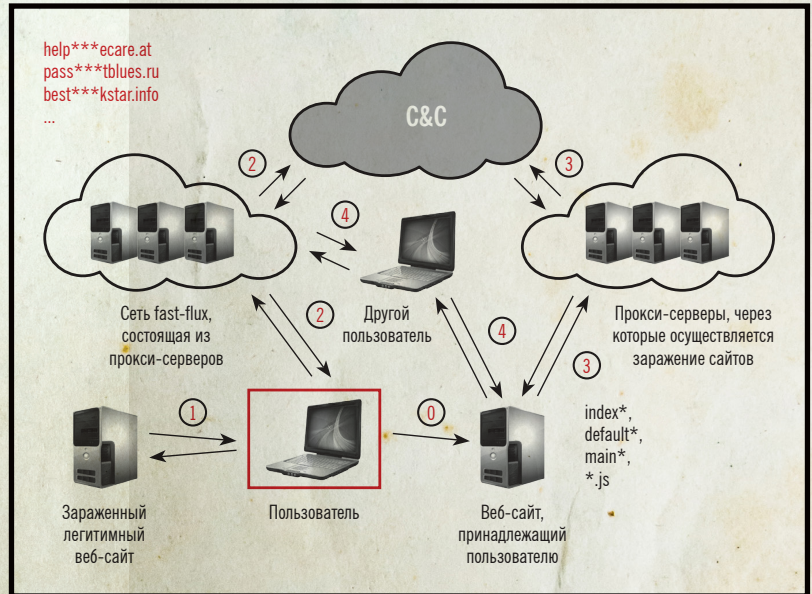 help***ecare.at
pass***tblues.ru
best***kstar.info
...
C&C
2
3
4
Сеть fast-flux,
состоящая из
прокси-серверов
2
Другой
пользователь
4
Прокси-серверы, через
которые осуществляется
заражение сайтов
3
1
0
index*,
default*,
main*,
*.js
Зараженный
легитимный
веб-сайт
Пользователь
Веб-сайт,
принадлежащий
пользователю